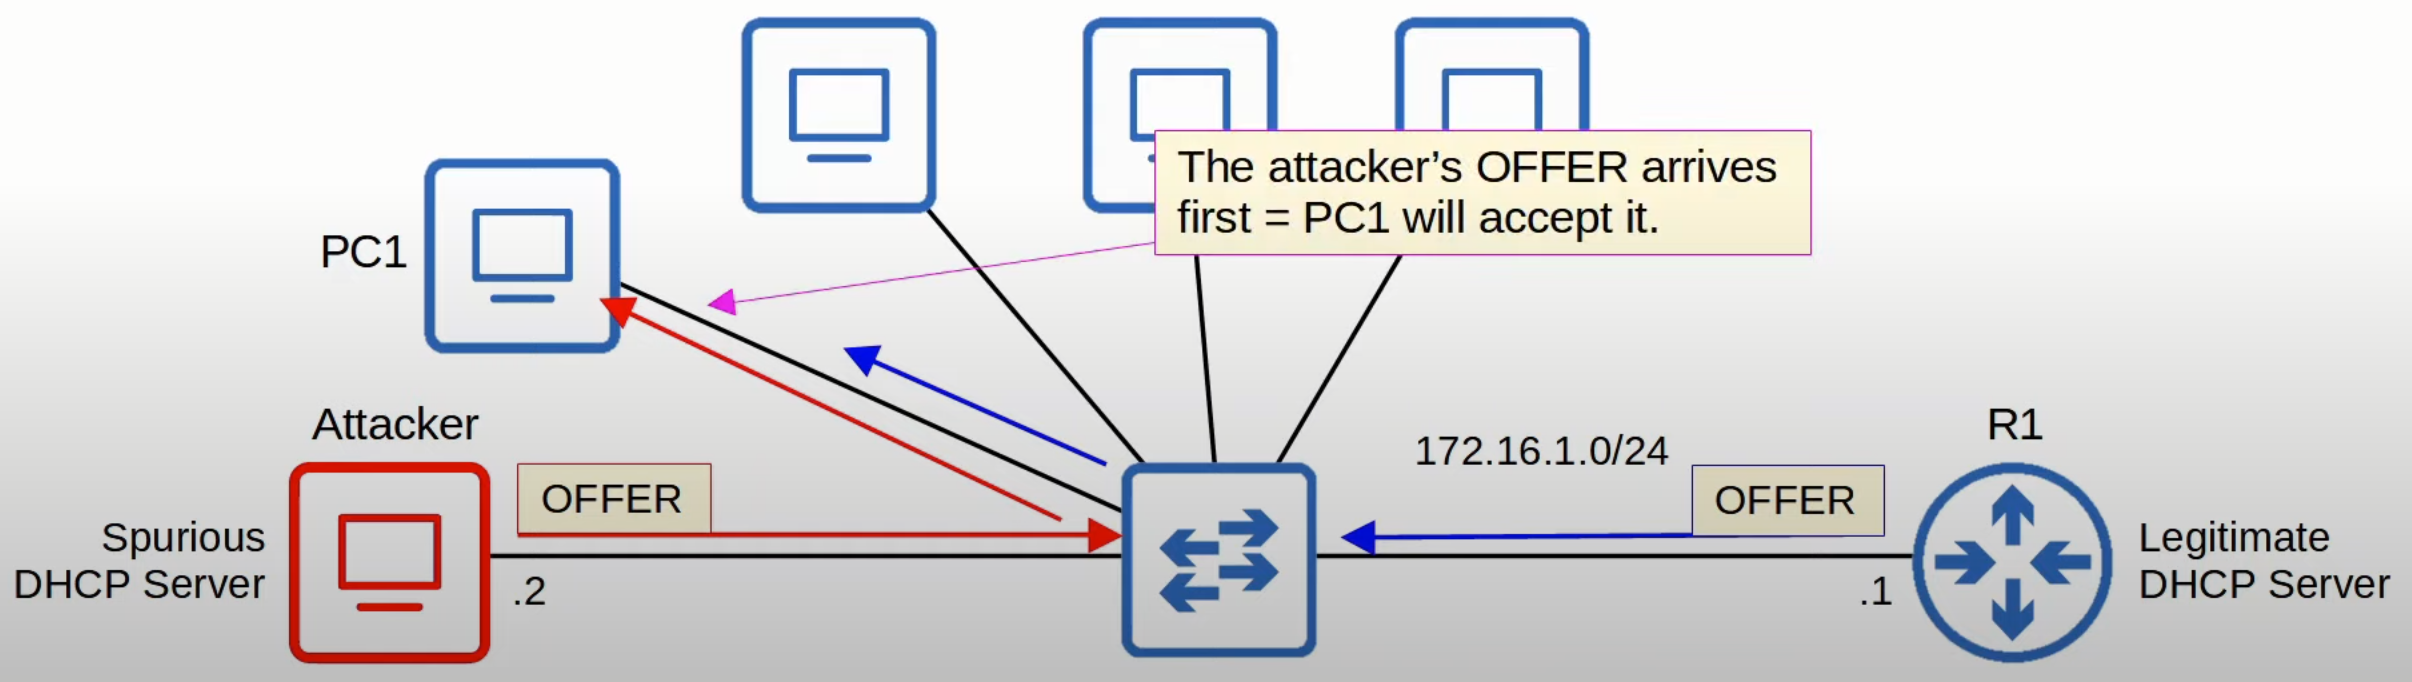 The attacker's OFFER arrives
first = PC1 will accept it.
PC1
Attacker
Spurious
DHCP Server
OFFER
.2
172.16.1.0/24
OFFER
.1
R1
Legitimate
DHCP Server